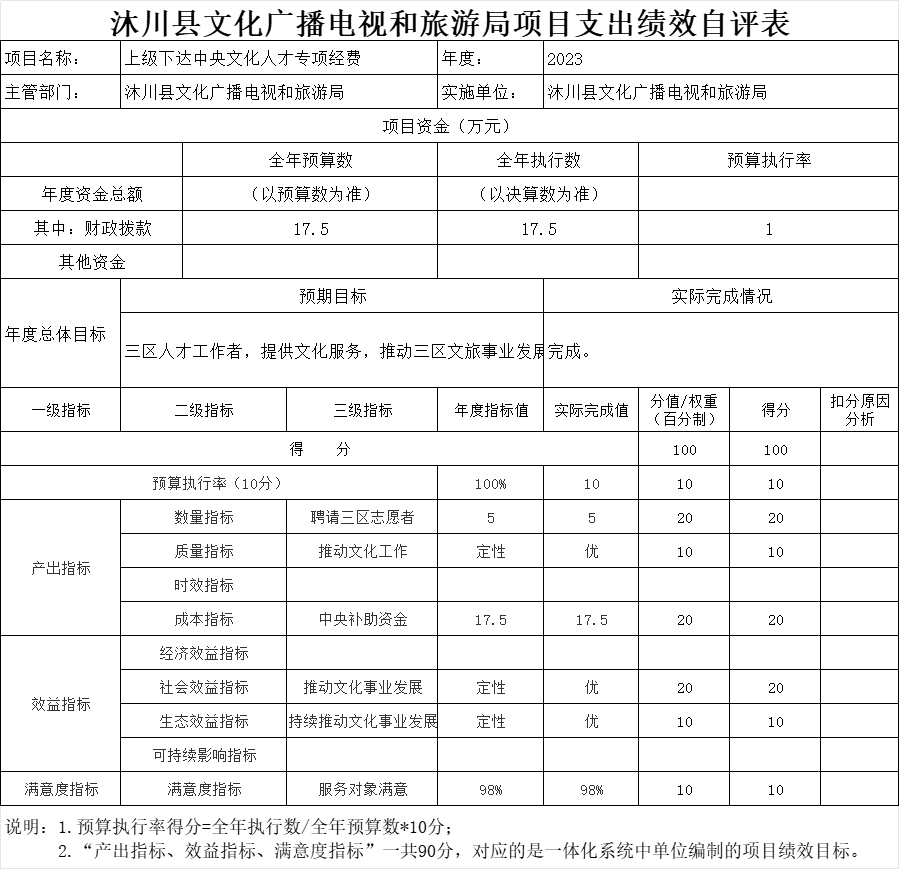 沐川县文化广播电视和旅游局项目支出绩效自评表
项目名称： 上级下达中央文化人才专项经费 年度： 2023
主管部门： 沐川县文化广播电视和旅游局 实施单位： 沐川县文化广播电视和旅游局
项目资金（万元）
全年预算数 全年执行数 预算执行率
年度资金总额 （以预算数为准） （以决算数为准）
其中：财政拨款 17.5 17.5 1
其他资金
年度总体目标 预期目标 实际完成情况
三区人才工作者，提供文化服务，推动三区文旅事业发展 完成。
一级指标 二级指标 三级指标 年度指标值 实际完成值 分值/权重（百分制） 得分 扣分原因分析
得 分 100 100
预算执行率（10分） 100% 10 10 10
产出指标 数量指标 聘请三区志愿者 5 5 20 20
质量指标 推动文化工作 定性 优 10 10
时效指标
成本指标 中央补助资金 17.5 17.5 20 20
效益指标 经济效益指标
社会效益指标 推动文化事业发展 定性 优 20 20
生态效益指标 持续推动文化事业发展 定性 优 10 10
可持续影响指标
满意度指标 满意度指标 服务对象满意 98% 98% 10 10
说明：1.预算执行率得分=全年执行数/全年预算数*10分；
2.“产出指标、效益指标、满意度指标”一共90分，对应的是一体化系统中单位编制的项目绩效目标。